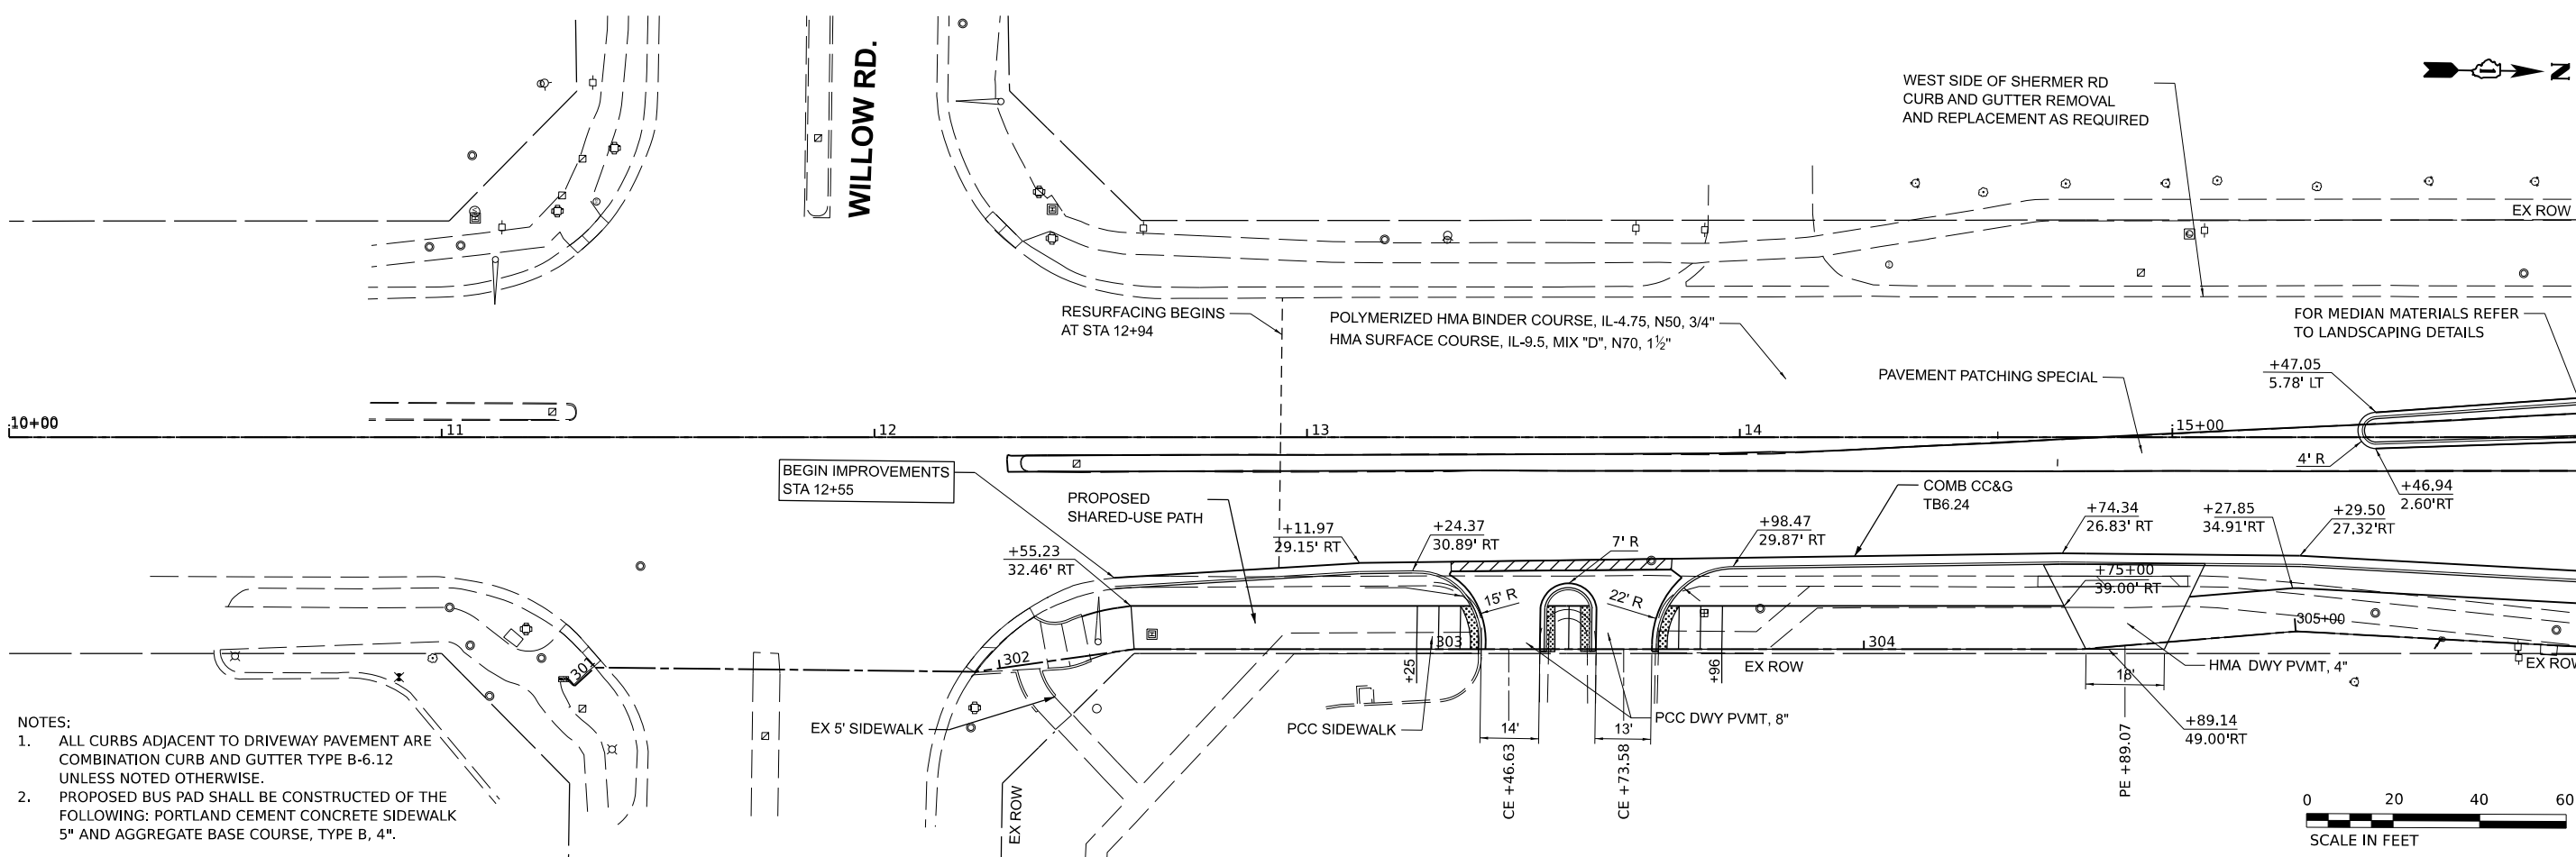 WILLOW RD.
WEST SIDE OF SHERMER RD
CURB AND GUTTER REMOVAL
AND REPLACEMENT AS REQUIRED
N
EX ROW
RESURFACING BEGINS
AT STA 12+94
POLYMERIZED HMA BINDER COURSE, IL-4.75, N50, 3/4"
HMA SURFACE COURSE, IL-9.5, MIX "D", N70, 1½"
FOR MEDIAN MATERIALS REFER
TO LANDSCAPING DETAILS
PAVEMENT PATCHING SPECIAL
+47.05
5.78' LT
10+00
11
12
13
14
15+00
4' R
+46.94
2.60'RT
BEGIN IMPROVEMENTS
STA 12+55
PROPOSED
SHARED-USE PATH
COMB CC&G
TB6.24
+55.23
32.46' RT
+11.97
29.15' RT
+24.37
30.89' RT
7' R
+98.47
29.87' RT
+74.34
26.83' RT
+27.85
34.91'RT
+29.50
27.32'RT
+75+00
39.00' RT
15' R
22' R
301
302
303
304
305+00
+25
+96
EX ROW
EX ROW
HMA DWY PVMT, 4"
18'
EX 5' SIDEWALK
PCC SIDEWALK
14'
13'
PCC DWY PVMT, 8"
+89.14
49.00'RT
CE +46.63
CE +73.58
PE +89.07
EX ROW
NOTES:
1. ALL CURBS ADJACENT TO DRIVEWAY PAVEMENT ARE
COMBINATION CURB AND GUTTER TYPE B-6.12
UNLESS NOTED OTHERWISE.
2. PROPOSED BUS PAD SHALL BE CONSTRUCTED OF THE
FOLLOWING: PORTLAND CEMENT CONCRETE SIDEWALK
5" AND AGGREGATE BASE COURSE, TYPE B, 4".
0 20 40 60
SCALE IN FEET